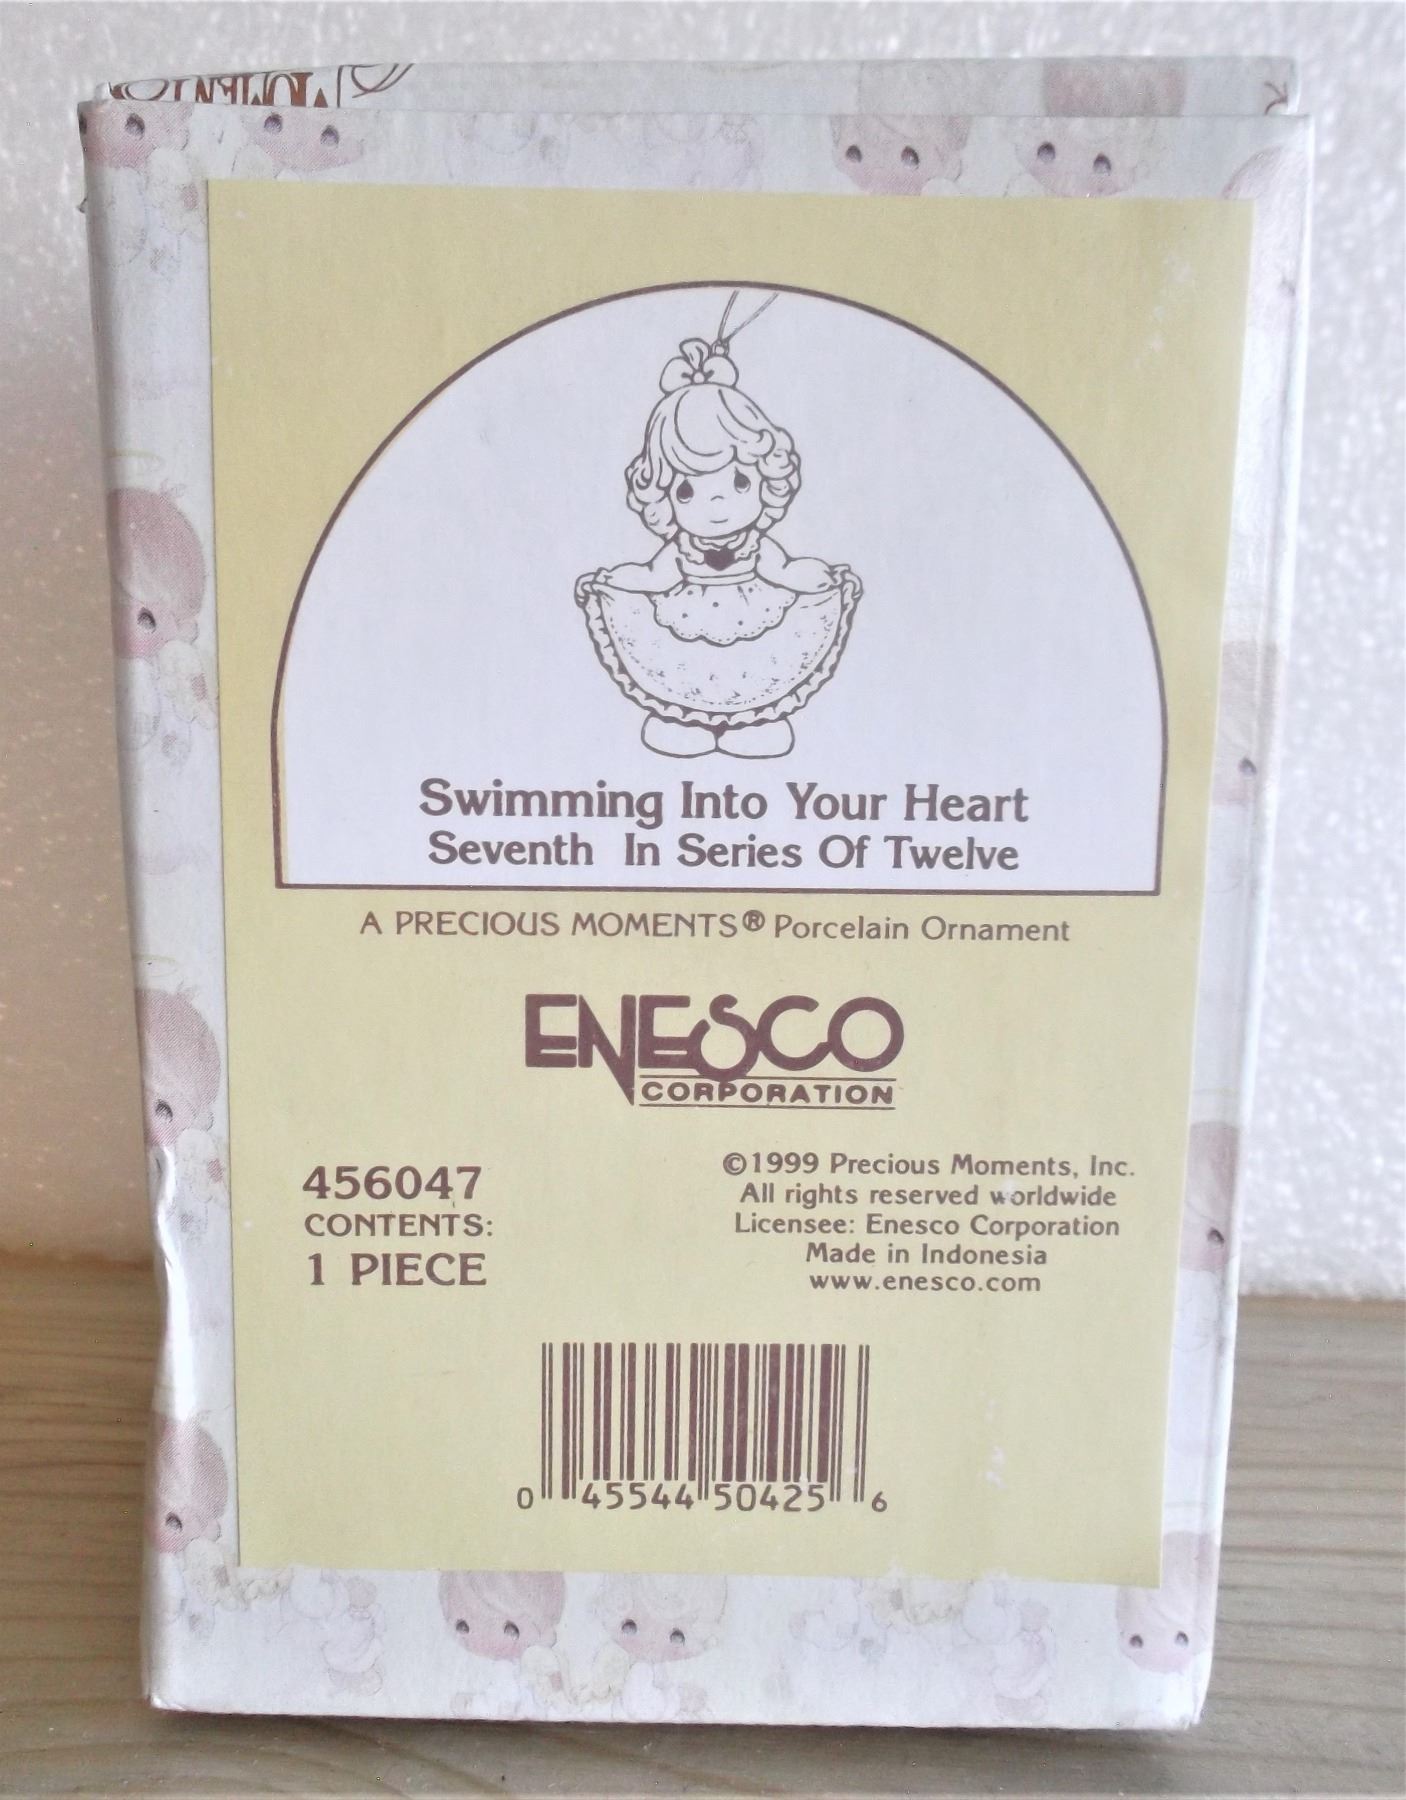 MOMEN
Swimming Into Your Heart
Seventh In Series Of Twelve
A PRECIOUS MOMENTS® Porcelain Ornament
ENESCO
CORPORATION
456047
CONTENTS:
1 PIECE
©1999 Precious Moments, Inc.
All rights reserved worldwide
Licensee: Enesco Corporation
Made in Indonesia
www.enesco.com
0 45544 50425 6